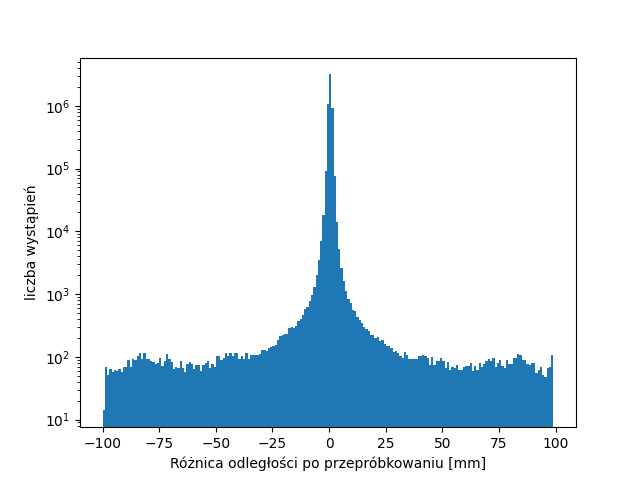 10⁶
10⁵
10⁴
10³
10²
10¹
liczba wystąpień
−100 −75 −50 −25 0 25 50 75 100
Różnica odległości po przepróbkowaniu [mm]